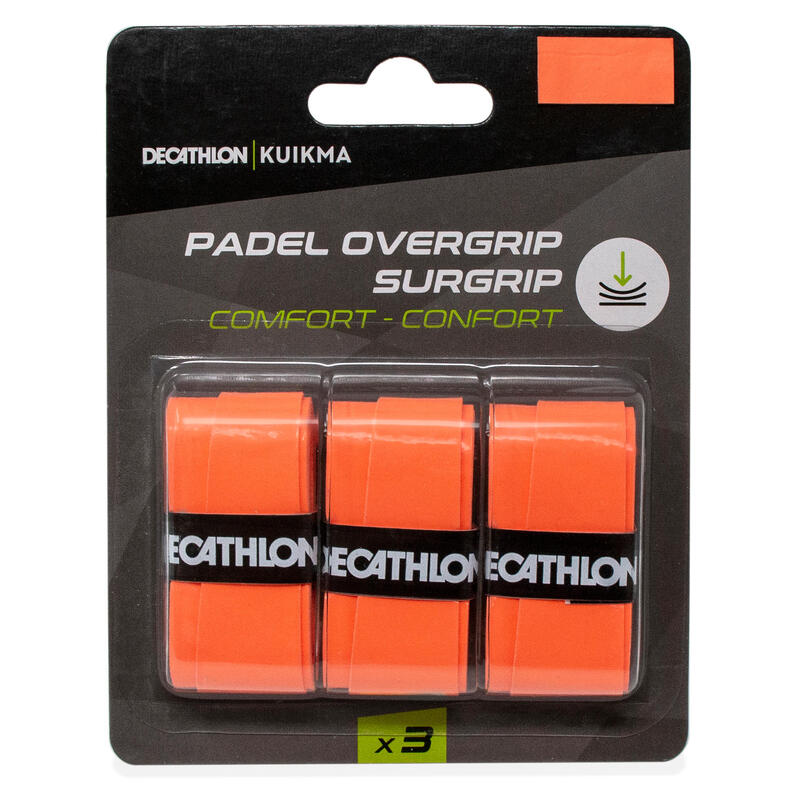 DECATHLON | KUIKMA
PADEL OVERGRIP
SURGRIP
COMFORT - CONFORT
DECATHLON
DECATHLON
DECATHLON
x3